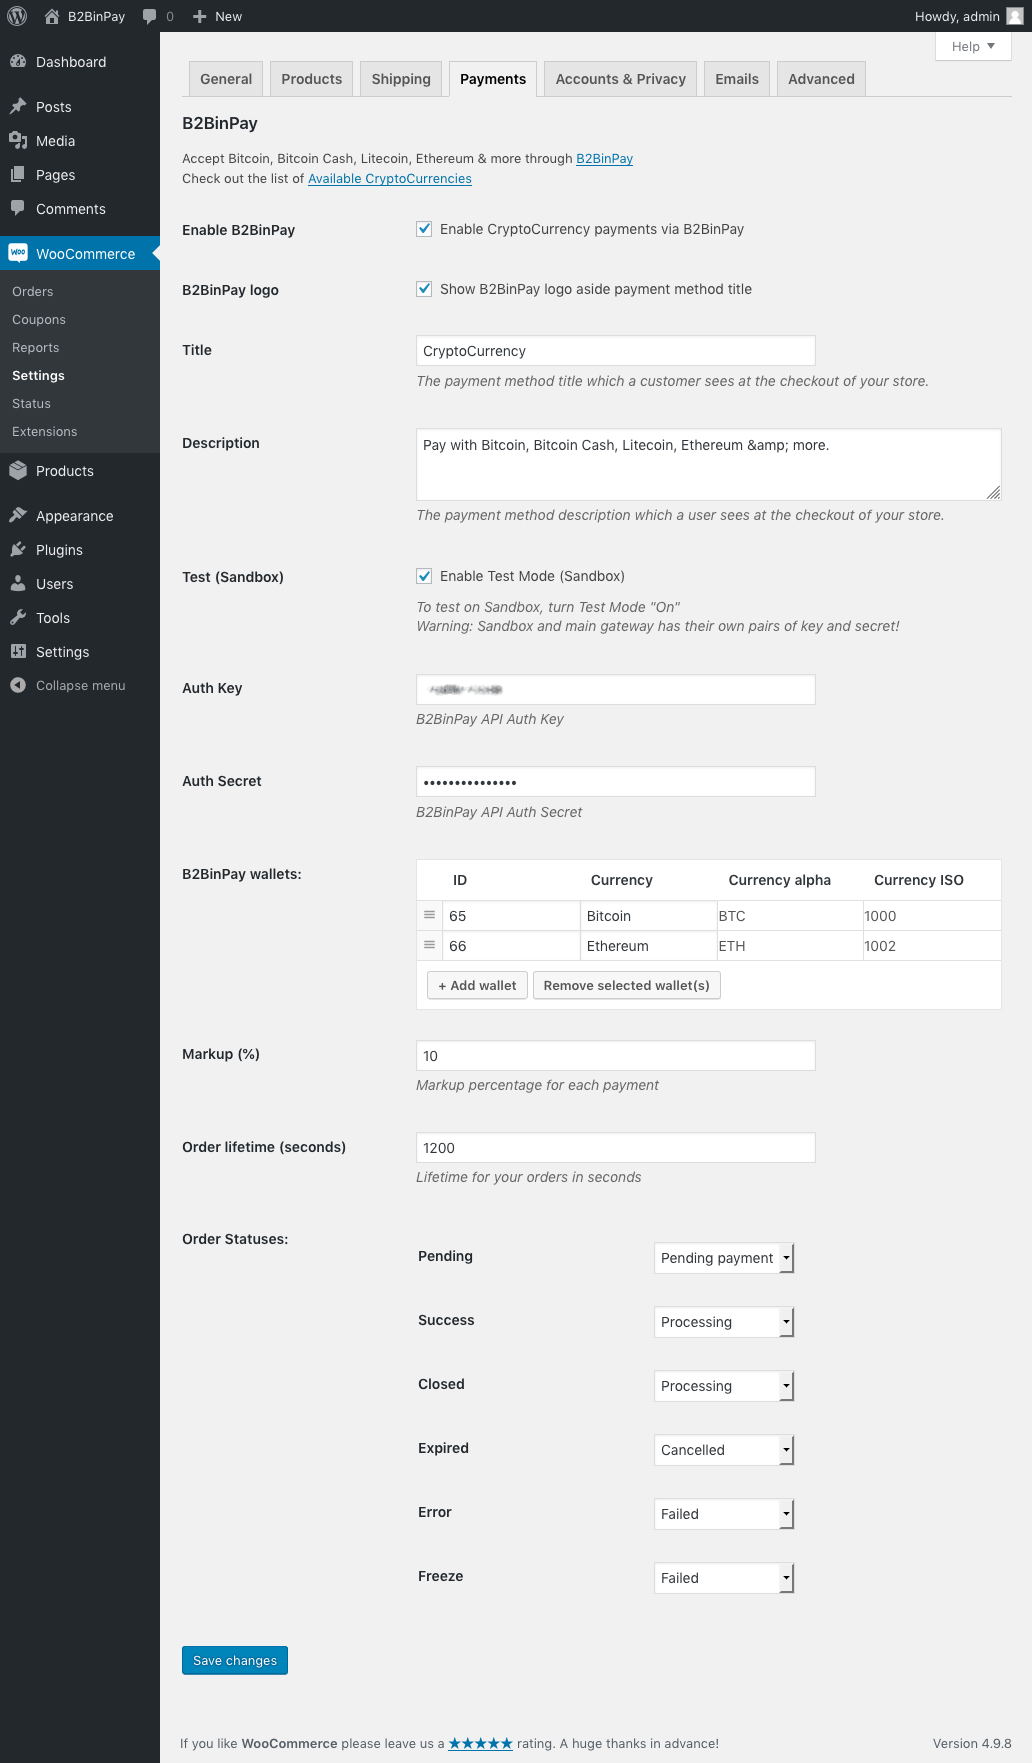 B2BinPay 0 New Howdy, admin
Help
Dashboard
Posts
Media
Pages
Comments
WooCommerce
Orders
Coupons
Reports
Settings
Status
Extensions
Products
Appearance
Plugins
Users
Tools
Settings
Collapse menu
General Products Shipping Payments Accounts & Privacy Emails Advanced
B2BinPay
Accept Bitcoin, Bitcoin Cash, Litecoin, Ethereum & more through B2BinPay
Check out the list of Available CryptoCurrencies
Enable B2BinPay Enable CryptoCurrency payments via B2BinPay
B2BinPay logo Show B2BinPay logo aside payment method title
Title CryptoCurrency
The payment method title which a customer sees at the checkout of your store.
Description Pay with Bitcoin, Bitcoin Cash, Litecoin, Ethereum &amp; more.
The payment method description which a user sees at the checkout of your store.
Test (Sandbox) Enable Test Mode (Sandbox)
To test on Sandbox, turn Test Mode "On"
Warning: Sandbox and main gateway has their own pairs of key and secret!
Auth Key
B2BinPay API Auth Key
Auth Secret •••••••••••••••
B2BinPay API Auth Secret
B2BinPay wallets: ID Currency Currency alpha Currency ISO
65 Bitcoin BTC 1000
66 Ethereum ETH 1002
+ Add wallet Remove selected wallet(s)
Markup (%) 10
Markup percentage for each payment
Order lifetime (seconds) 1200
Lifetime for your orders in seconds
Order Statuses:
Pending Pending payment
Success Processing
Closed Processing
Expired Cancelled
Error Failed
Freeze Failed
Save changes
If you like WooCommerce please leave us a ★★★★★ rating. A huge thanks in advance! Version 4.9.8